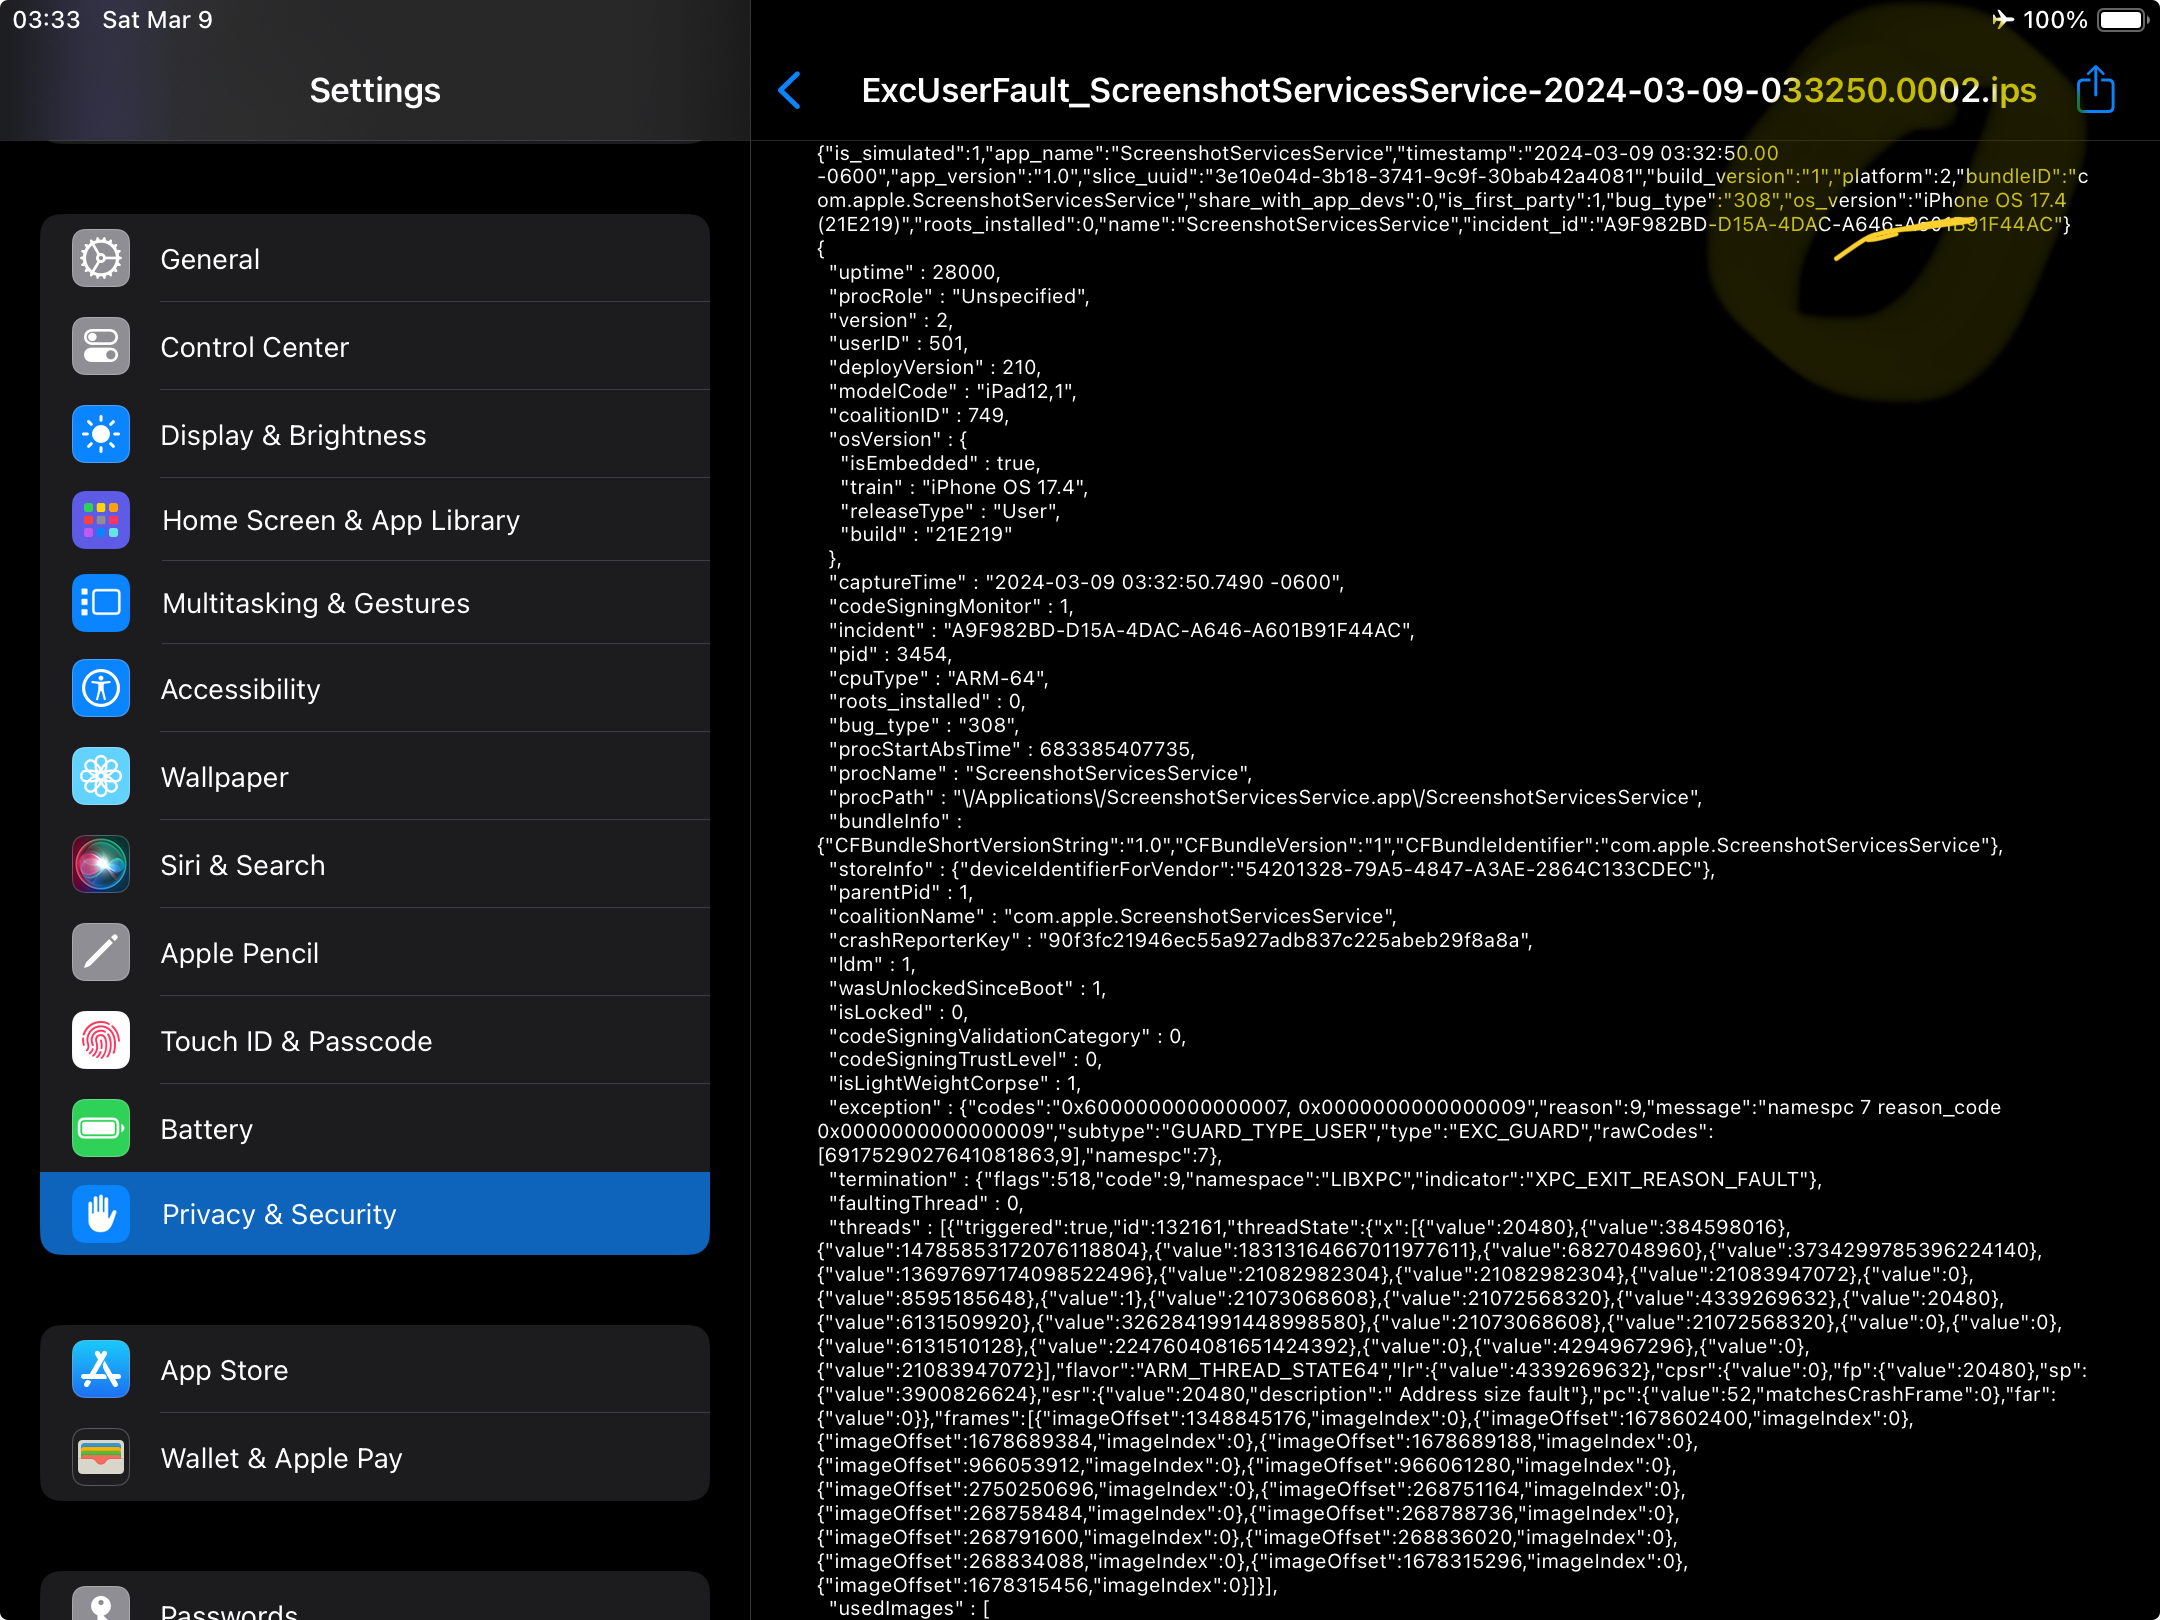 03:33 Sat Mar 9
100%
Settings
General
Control Center
Display & Brightness
Home Screen & App Library
Multitasking & Gestures
Accessibility
Wallpaper
Siri & Search
Apple Pencil
Touch ID & Passcode
Battery
Privacy & Security
App Store
Wallet & Apple Pay
Passwords
ExcUserFault_ScreenshotServicesService-2024-03-09-033250.0002.ips
{"is_simulated":1,"app_name":"ScreenshotServicesService","timestamp":"2024-03-09 03:32:50.00
-0600","app_version":"1.0","slice_uuid":"3e10e04d-3b18-3741-9c9f-30bab42a4081","build_version":"1","platform":2,"bundleID":"c
om.apple.ScreenshotServicesService","share_with_app_devs":0,"is_first_party":1,"bug_type":"308","os_version":"iPhone OS 17.4
(21E219)","roots_installed":0,"name":"ScreenshotServicesService","incident_id":"A9F982BD-D15A-4DAC-A646-A601B91F44AC"}
{
"uptime" : 28000,
"procRole" : "Unspecified",
"version" : 2,
"userID" : 501,
"deployVersion" : 210,
"modelCode" : "iPad12,1",
"coalitionID" : 749,
"osVersion" : {
"isEmbedded" : true,
"train" : "iPhone OS 17.4",
"releaseType" : "User",
"build" : "21E219"
},
"captureTime" : "2024-03-09 03:32:50.7490 -0600",
"codeSigningMonitor" : 1,
"incident" : "A9F982BD-D15A-4DAC-A646-A601B91F44AC",
"pid" : 3454,
"cpuType" : "ARM-64",
"roots_installed" : 0,
"bug_type" : "308",
"procStartAbsTime" : 683385407735,
"procName" : "ScreenshotServicesService",
"procPath" : "\/Applications\/ScreenshotServicesService.app\/ScreenshotServicesService",
"bundleInfo" :
{"CFBundleShortVersionString":"1.0","CFBundleVersion":"1","CFBundleIdentifier":"com.apple.ScreenshotServicesService"},
"storeInfo" : {"deviceIdentifierForVendor":"54201328-79A5-4847-A3AE-2864C133CDEC"},
"parentPid" : 1,
"coalitionName" : "com.apple.ScreenshotServicesService",
"crashReporterKey" : "90f3fc21946ec55a927adb837c225abeb29f8a8a",
"ldm" : 1,
"wasUnlockedSinceBoot" : 1,
"isLocked" : 0,
"codeSigningValidationCategory" : 0,
"codeSigningTrustLevel" : 0,
"isLightWeightCorpse" : 1,
"exception" : {"codes":"0x6000000000000007, 0x0000000000000009","reason":9,"message":"namespc 7 reason_code
0x0000000000000009","subtype":"GUARD_TYPE_USER","type":"EXC_GUARD","rawCodes":
[6917529027641081863,9],"namespc":7},
"termination" : {"flags":518,"code":9,"namespace":"LIBXPC","indicator":"XPC_EXIT_REASON_FAULT"},
"faultingThread" : 0,
"threads" : [{"triggered":true,"id":132161,"threadState":{"x":[{"value":20480},{"value":384598016},
{"value":14785853172076118804},{"value":18313164667011977611},{"value":6827048960},{"value":3734299785396224140},
{"value":13697697174098522496},{"value":21082982304},{"value":21082982304},{"value":21083947072},{"value":0},
{"value":8595185648},{"value":1},{"value":21073068608},{"value":21072568320},{"value":4339269632},{"value":20480},
{"value":6131509920},{"value":3262841991448998580},{"value":21073068608},{"value":21072568320},{"value":0},{"value":0},
{"value":6131510128},{"value":2247604081651424392},{"value":0},{"value":4294967296},{"value":0},
{"value":21083947072}],"flavor":"ARM_THREAD_STATE64","lr":{"value":4339269632},"cpsr":{"value":0},"fp":{"value":20480},"sp":
{"value":3900826624},"esr":{"value":20480,"description":" Address size fault"},"pc":{"value":52,"matchesCrashFrame":0},"far":
{"value":0}},"frames":[{"imageOffset":1348845176,"imageIndex":0},{"imageOffset":1678602400,"imageIndex":0},
{"imageOffset":1678689384,"imageIndex":0},{"imageOffset":1678689188,"imageIndex":0},
{"imageOffset":966053912,"imageIndex":0},{"imageOffset":966061280,"imageIndex":0},
{"imageOffset":2750250696,"imageIndex":0},{"imageOffset":268751164,"imageIndex":0},
{"imageOffset":268758484,"imageIndex":0},{"imageOffset":268788736,"imageIndex":0},
{"imageOffset":268791600,"imageIndex":0},{"imageOffset":268836020,"imageIndex":0},
{"imageOffset":268834088,"imageIndex":0},{"imageOffset":1678315296,"imageIndex":0},
{"imageOffset":1678315456,"imageIndex":0}]}],
"usedImages" : [